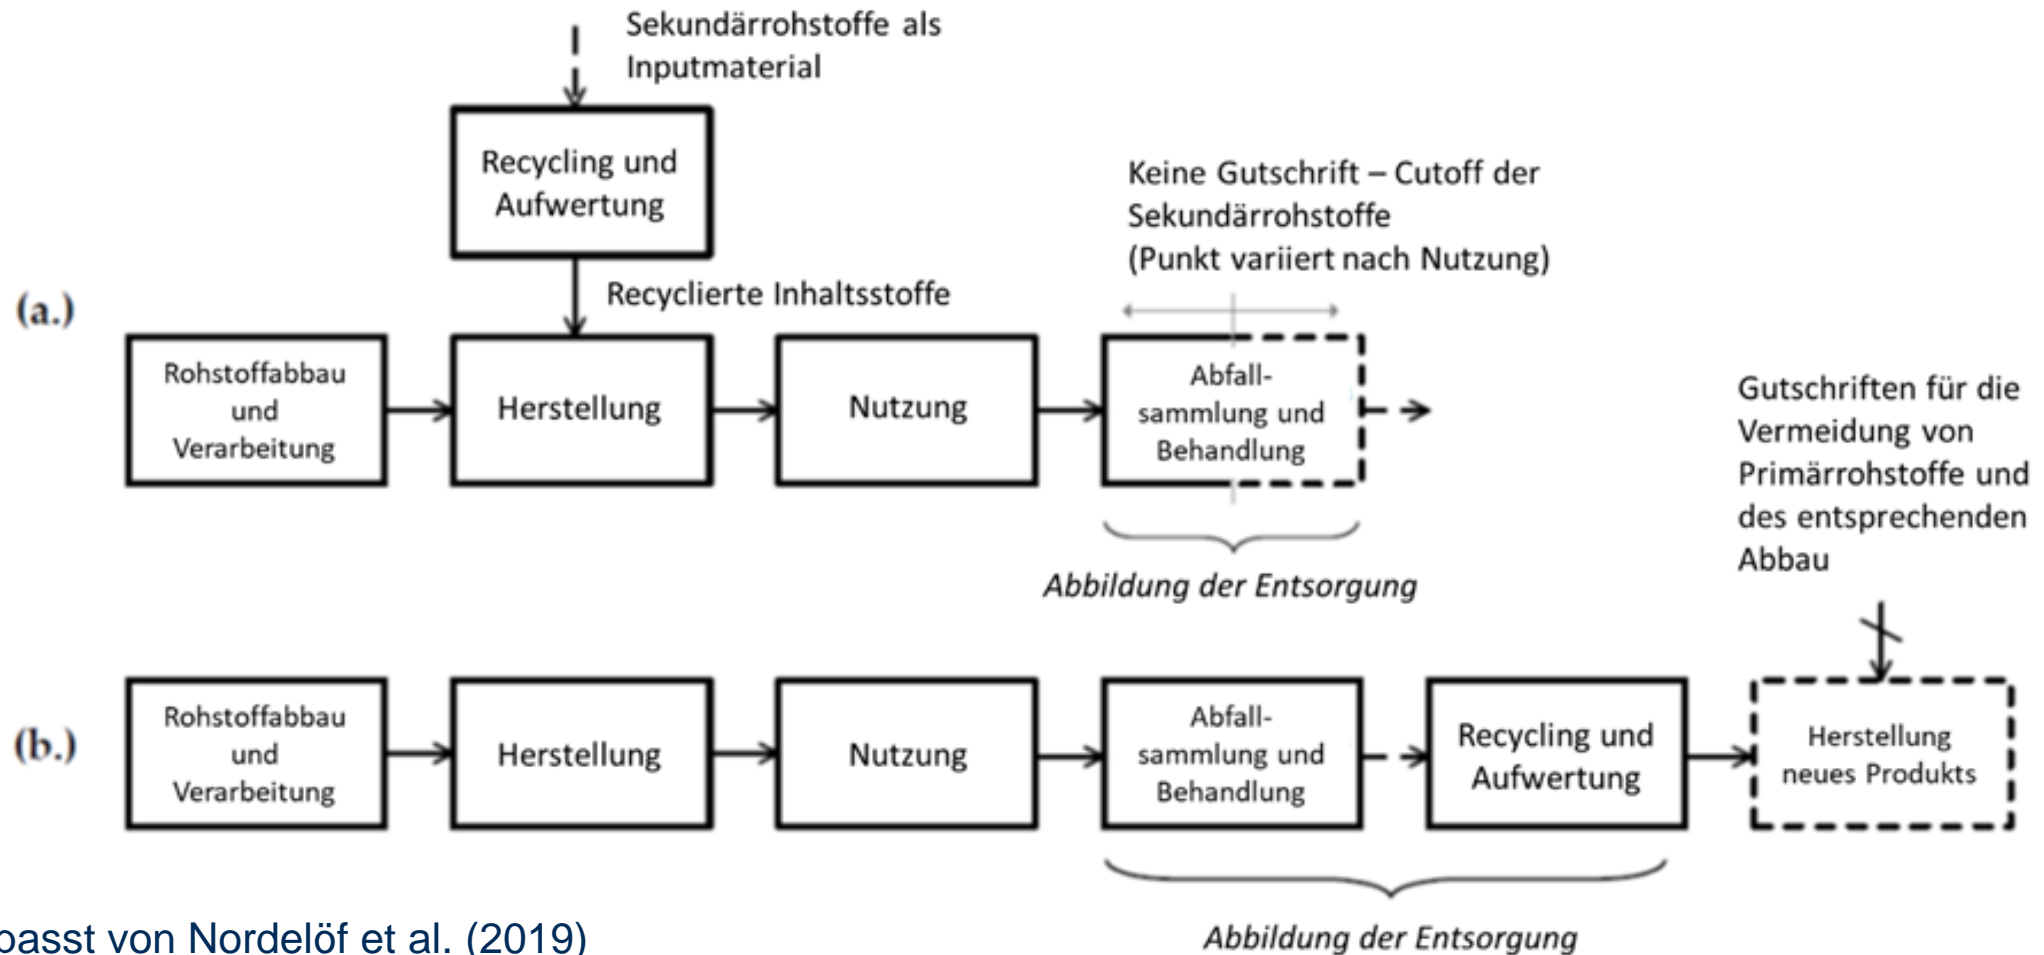 Sekundärrohstoffe als
Inputmaterial
Recycling und
Aufwertung
Keine Gutschrift – Cutoff der
Sekundärrohstoffe
(Punkt variiert nach Nutzung)
Recyclierte Inhaltsstoffe
(a.)
Rohstoffabbau
und
Verarbeitung
Herstellung
Nutzung
Abfall-
sammlung und
Behandlung
Abbildung der Entsorgung
Gutschriften für die
Vermeidung von
Primärrohstoffe und
des entsprechenden
Abbau
(b.)
Rohstoffabbau
und
Verarbeitung
Herstellung
Nutzung
Abfall-
sammlung und
Behandlung
Recycling und
Aufwertung
Herstellung
neues Produkts
Abbildung der Entsorgung
von Nordelöf et al. (2019)